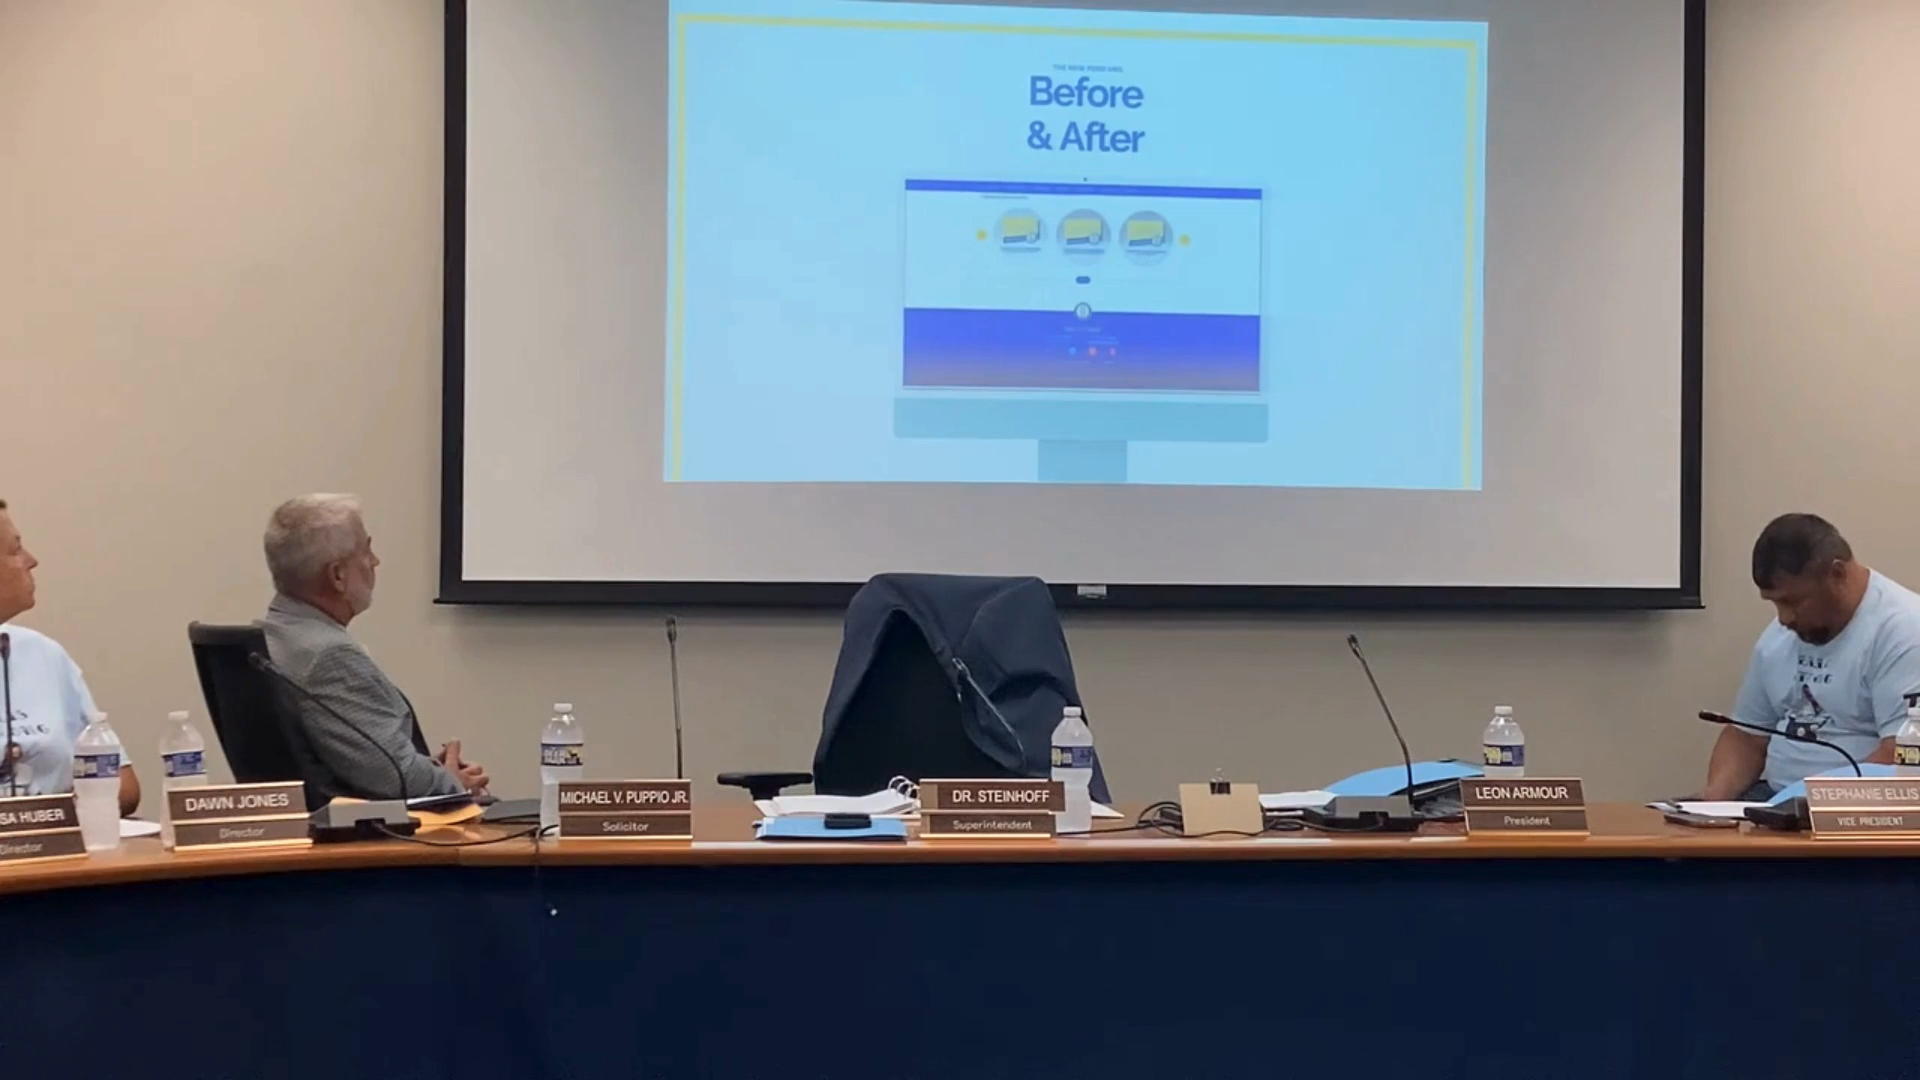 Before
& After
SA HUBER
Director
DAWN JONES
Director
MICHAEL V. PUPPIO JR.
Solicitor
DR. STEINHOFF
Superintendent
LEON ARMOUR
President
STEPHANIE ELLIS
VICE PRESIDENT